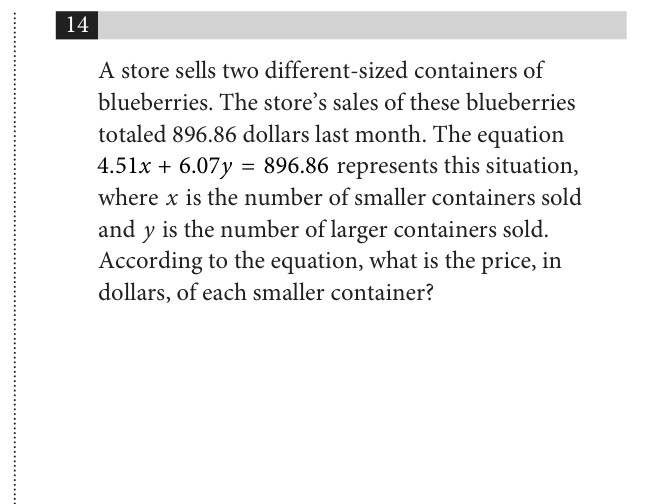 14
A store sells two different-sized containers of
blueberries. The store’s sales of these blueberries
totaled 896.86 dollars last month. The equation
4.51x + 6.07y = 896.86 represents this situation,
where x is the number of smaller containers sold
and y is the number of larger containers sold.
According to the equation, what is the price, in
dollars, of each smaller container?